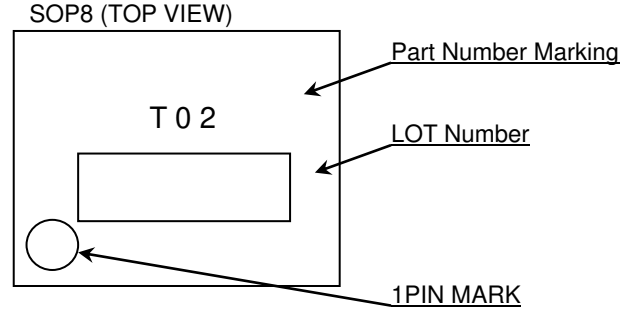 SOP8 (TOP VIEW)
Part Number Marking
T 0 2
LOT Number
1PIN MARK